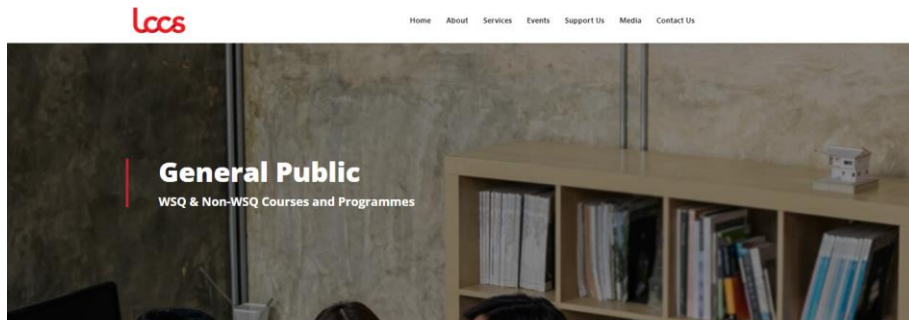 lccs
Home About Services Events Support Us Media Contact Us
General Public
WSQ & Non-WSQ Courses and Programmes